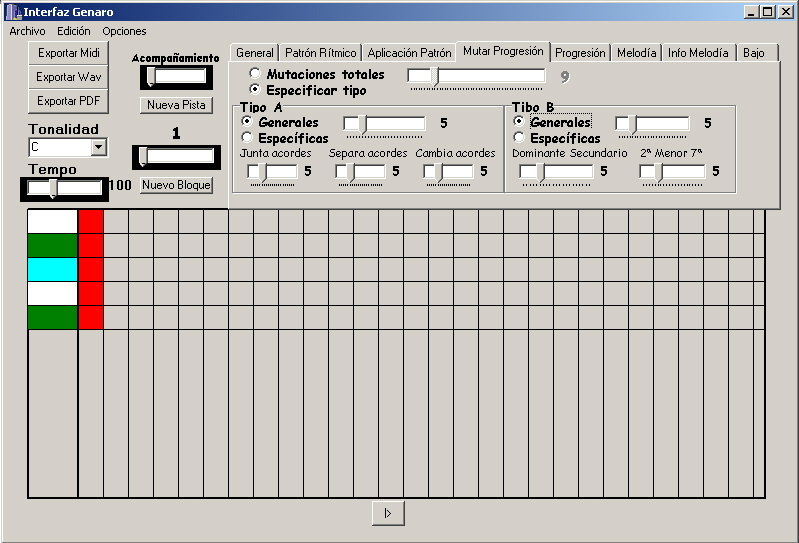 Interfaz Genaro
Archivo Edición Opciones
Exportar Midi
Exportar Wav
Exportar PDF
Tonalidad
C
Tempo
100
Acompañamiento
Nueva Pista
1
Nuevo Bloque
General Patrón Rítmico Aplicación Patrón Mutar Progresión Progresión Melodía Info Melodía Bajo
Mutaciones totales 9
Especificar tipo
Tipo A
Generales 5
Específicas
Junta acordes Separa acordes Cambia acordes
5 5 5
Tibo B
Generales 5
Específicas
Dominante Secundario 2ª Menor 7ª
5 5